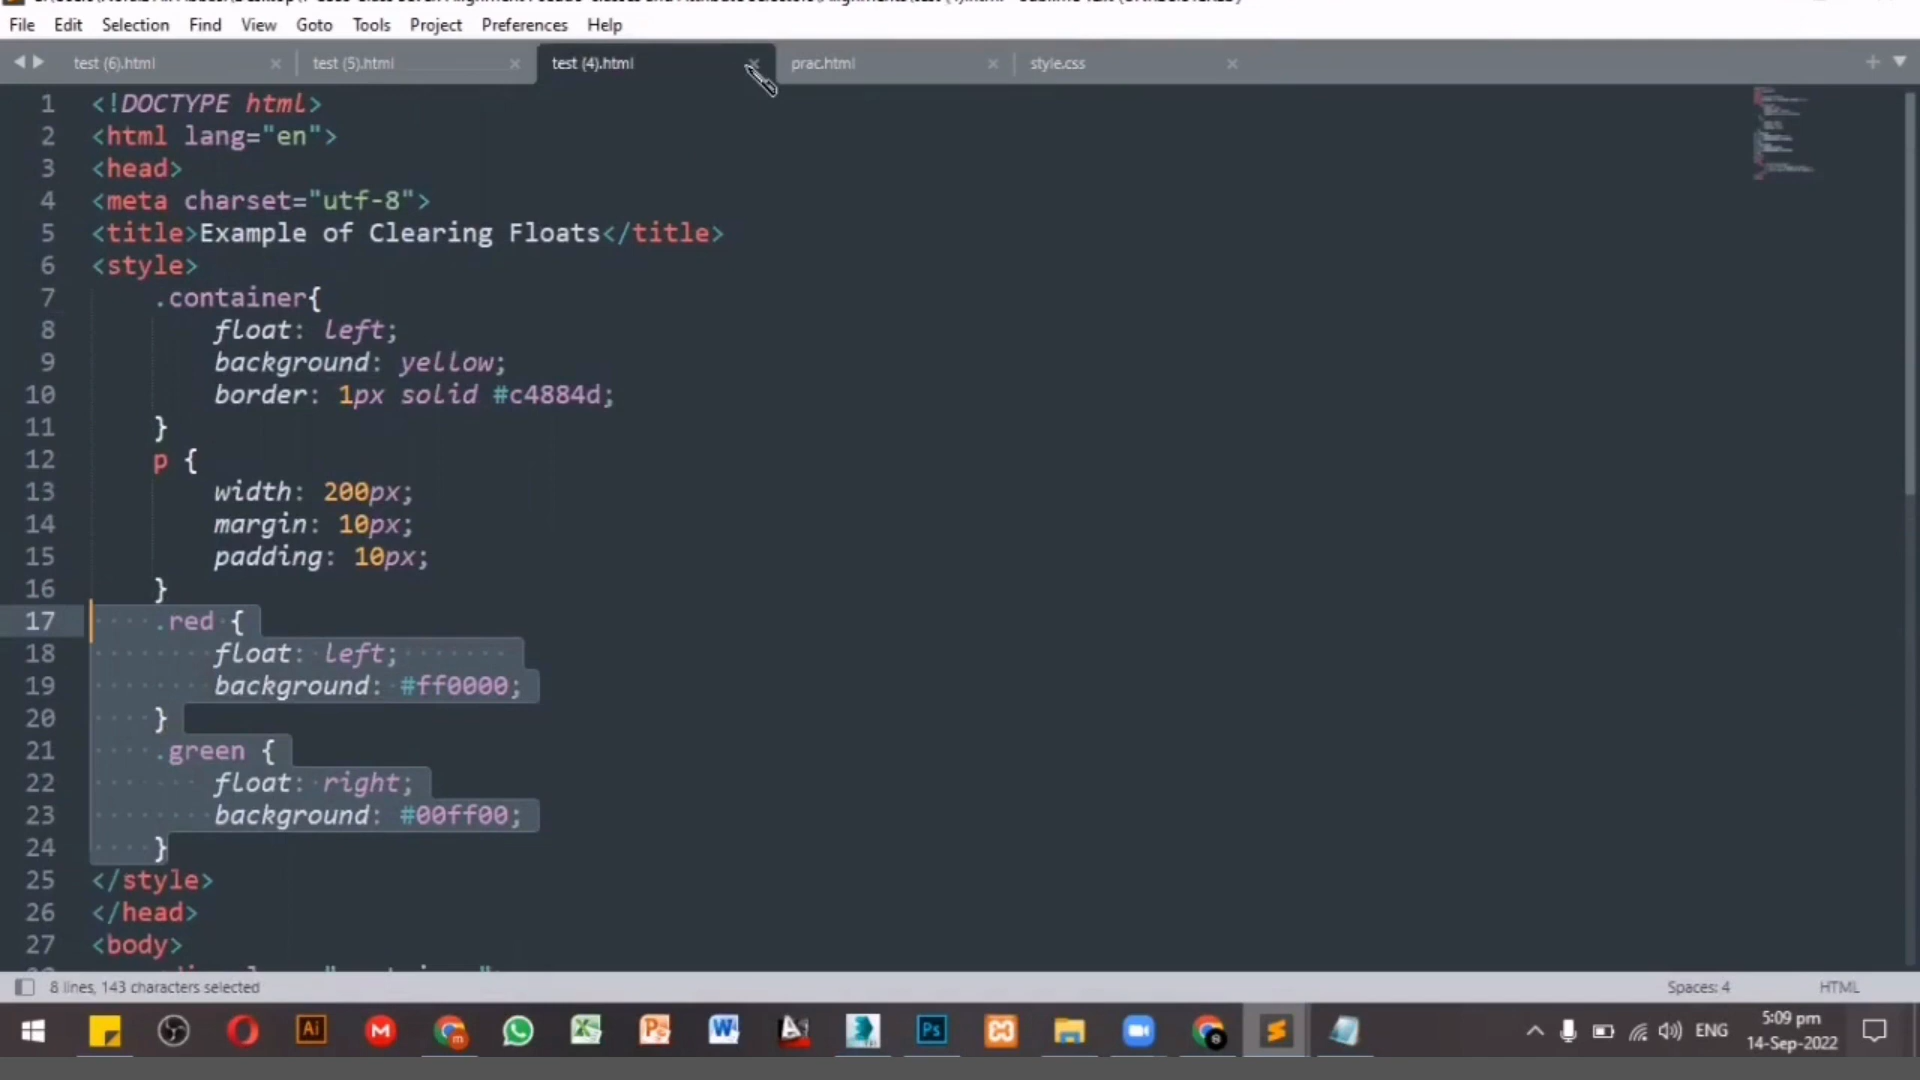 File Edit Selection Find View Goto Tools Project Preferences Help
test (6).html test (5).html test (4).html prac.html style.css
1 <!DOCTYPE html>
2 <html lang="en">
3 <head>
4 <meta charset="utf-8">
5 <title>Example of Clearing Floats</title>
6 <style>
7 .container{
8 float: left;
9 background: yellow;
10 border: 1px solid #c4884d;
11 }
12 p {
13 width: 200px;
14 margin: 10px;
15 padding: 10px;
16 }
17 .red {
18 float: left;
19 background: #ff0000;
20 }
21 .green {
22 float: right;
23 background: #00ff00;
24 }
25 </style>
26 </head>
27 <body>
8 lines, 143 characters selected Spaces: 4 HTML
Ai M Ps ENG 5:09 pm
14-Sep-2022